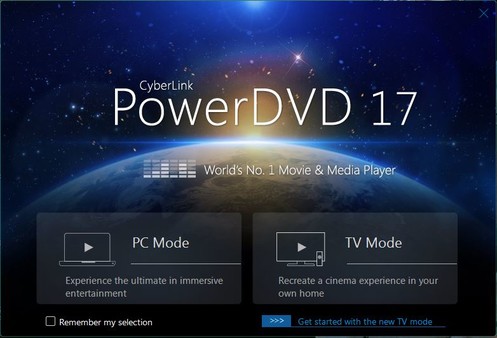 CyberLink
PowerDVD 17
World's No. 1 Movie & Media Player
PC Mode
Experience the ultimate in immersive
entertainment
TV Mode
Recreate a cinema experience in your
own home
Remember my selection
>>> Get started with the new TV mode